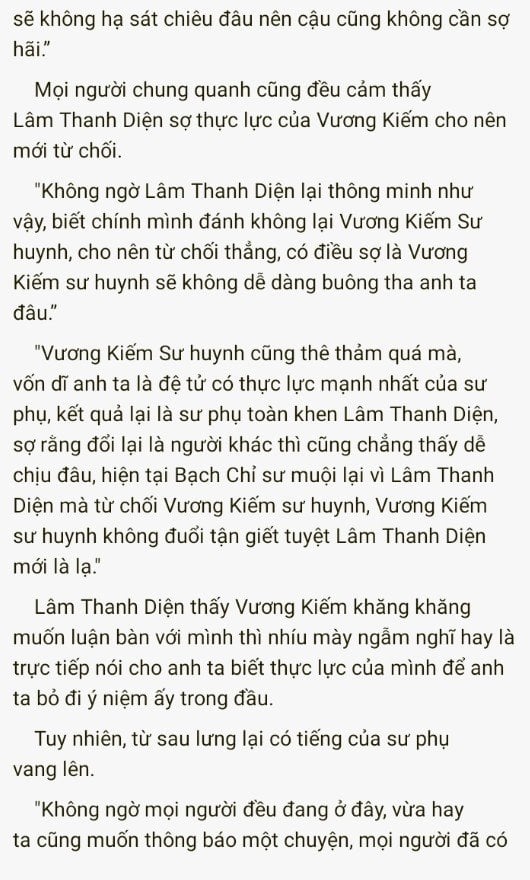 sẽ không hạ sát chiêu đâu nên cậu cũng không cần sợ
hãi.”
Mọi người chung quanh cũng đều cảm thấy
Lâm Thanh Diện sợ thực lực của Vương Kiếm cho nên
mới từ chối.
"Không ngờ Lâm Thanh Diện lại thông minh như
vậy, biết chính mình đánh không lại Vương Kiếm Sư
huynh, cho nên từ chối thẳng, có điều sợ là Vương
Kiếm sư huynh sẽ không dễ dàng buông tha anh ta
đâu.”
"Vương Kiếm Sư huynh cũng thê thảm quá mà,
vốn dĩ anh ta là đệ tử có thực lực mạnh nhất của sư
phụ, kết quả lại là sư phụ toàn khen Lâm Thanh Diện,
sợ rằng đổi lại là người khác thì cũng chẳng thấy dễ
chịu đâu, hiện tại Bạch Chỉ sư muội lại vì Lâm Thanh
Diện mà từ chối Vương Kiếm sư huynh, Vương Kiếm
sư huynh không đuổi tận giết tuyệt Lâm Thanh Diện
mới là lạ."
Lâm Thanh Diện thấy Vương Kiếm khăng khăng
muốn luận bàn với mình thì nhíu mày ngẫm nghĩ hay là
trực tiếp nói cho anh ta biết thực lực của mình để anh
ta bỏ đi ý niệm ấy trong đầu.
Tuy nhiên, từ sau lưng lại có tiếng của sư phụ
vang lên.
"Không ngờ mọi người đều đang ở đây, vừa hay
ta cũng muốn thông báo một chuyện, mọi người đã có